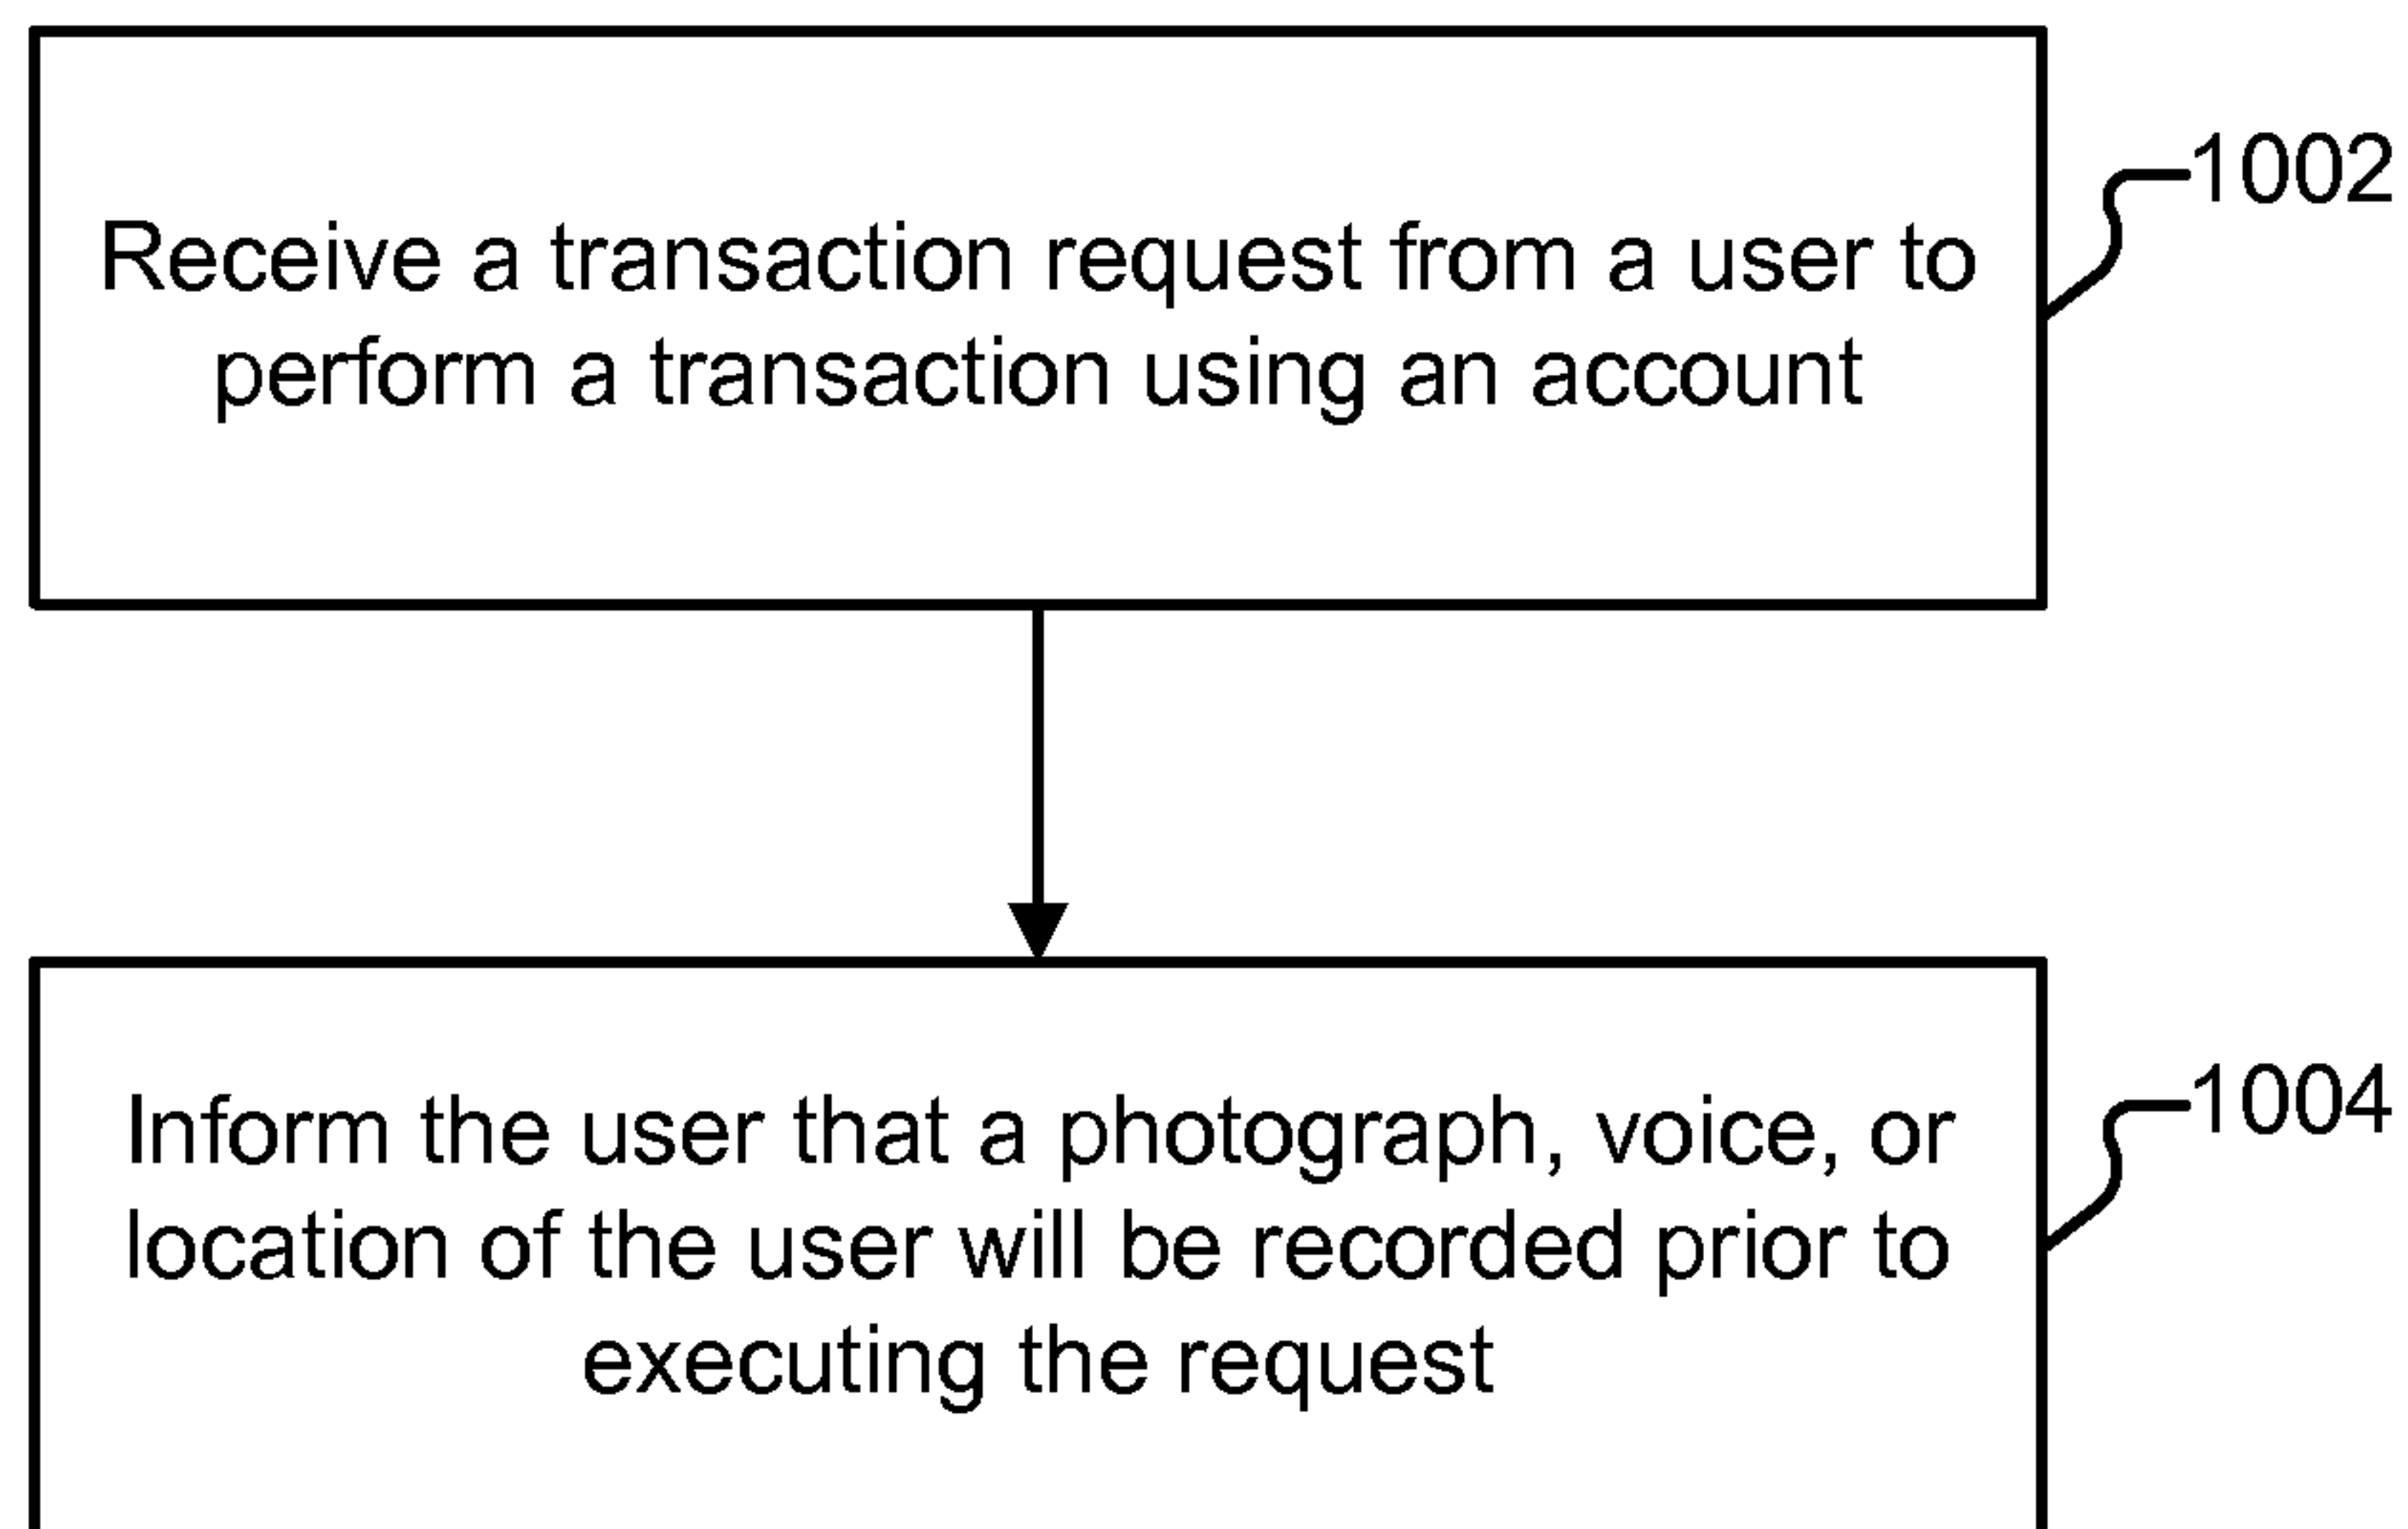 1002
Receive a transaction request from a user to
perform a transaction using an account
1004
Inform the user that a photograph, voice, or
location of the user will be recorded prior to
executing the request